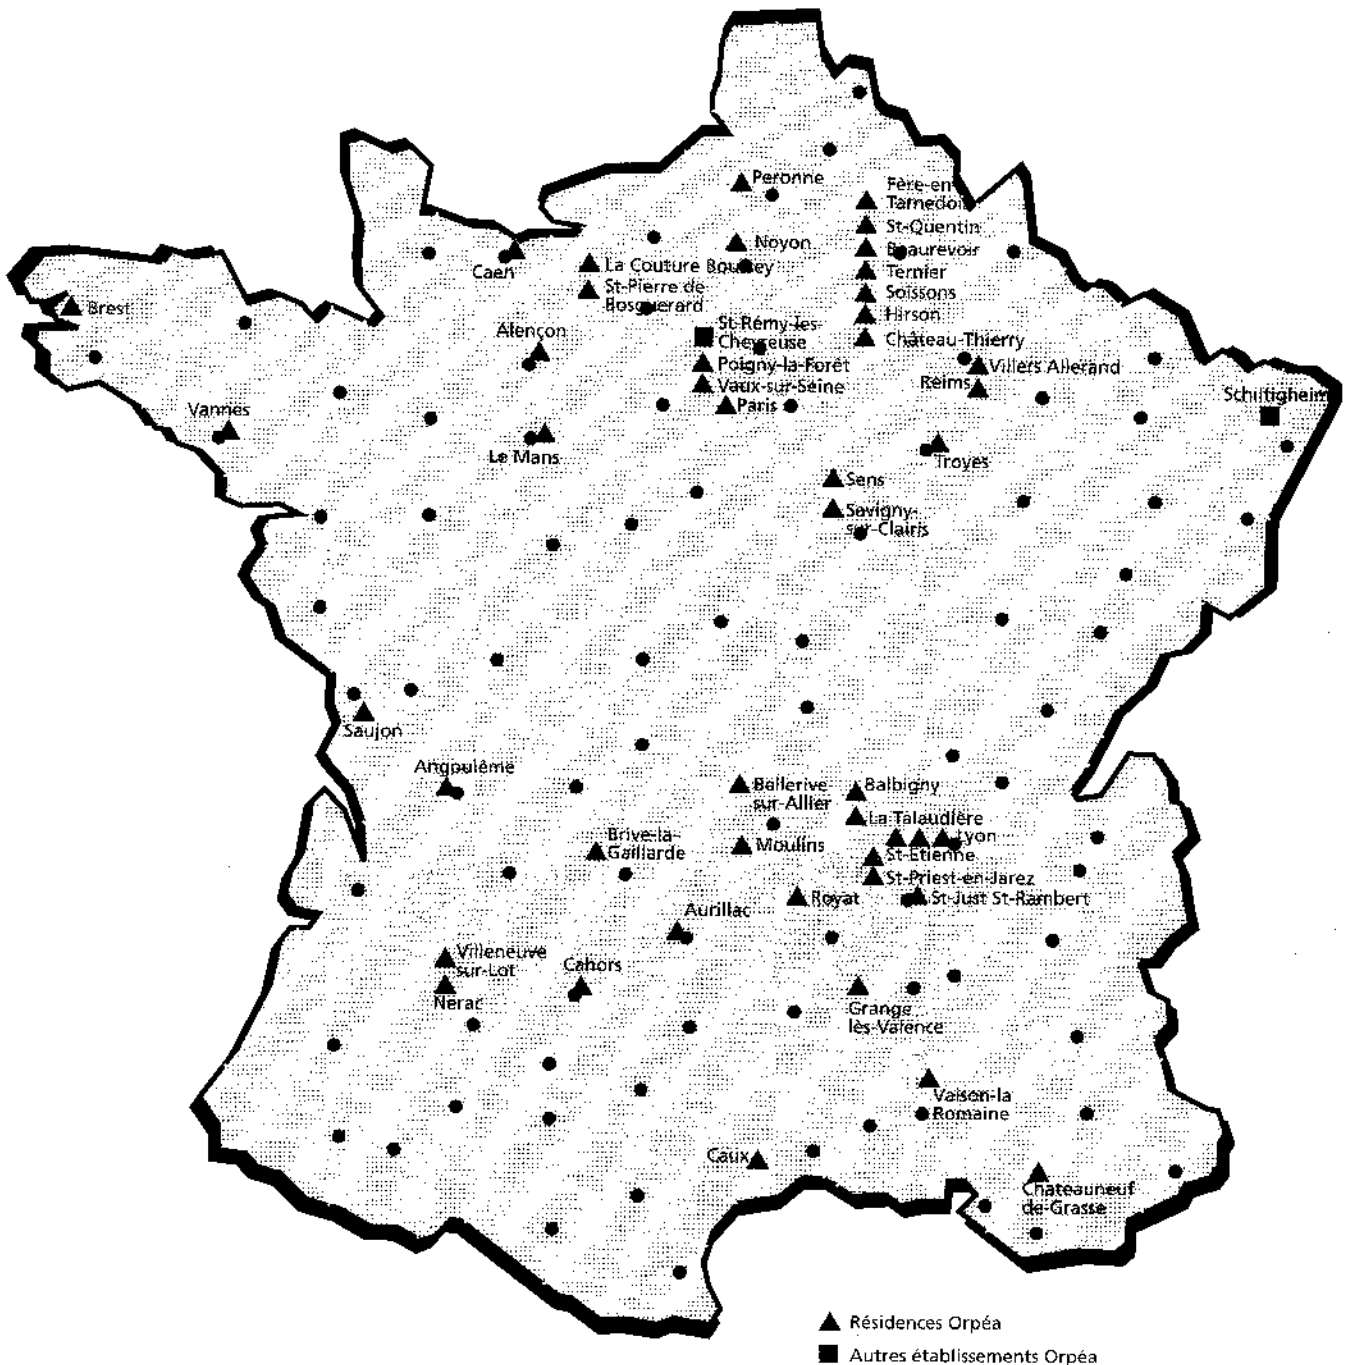 Peronne
Fère-en-
Tarnedois
St-Quentin
Noyon
Beaurevoir
Caen
La Couture Boussey
Ternier
St-Pierre de
Bosguerard
Soissons
Brest
Hirson
Alençon
St-Rémy-les-
Chevreuse
Château-Thierry
Poigny-la-Forêt
Villers Allerand
Vaux-sur-Seine
Reims
Schiltigheim
Paris
Vannes
Le Mans
Troyes
Sens
Savigny-
sur-Clairis
Saujon
Angoulême
Bellerive
sur-Allier
Balbigny
La Talaudière
Brive-la-
Gaillarde
Moulins
Lyon
St-Etienne
St-Priest-en-Jarez
Royat
St-Just St-Rambert
Aurillac
Villeneuve
sur-Lot
Cahors
Nerac
Grange
lès-Valence
Vaison-la
Romaine
Caux
Chateauneuf
de-Grasse
Résidences Orpéa
Autres établissements Orpéa